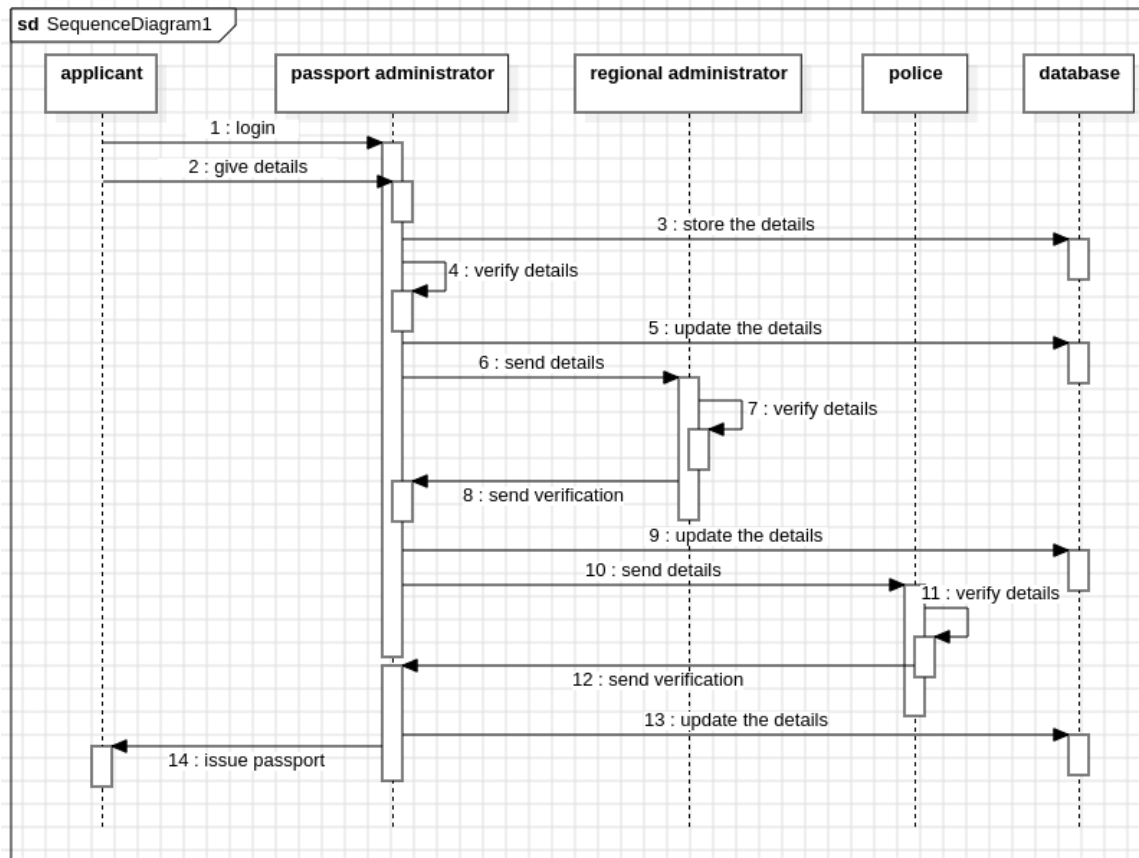 sd SequenceDiagram1
applicant
passport administrator
regional administrator
police
database
1 : login
2 : give details
3 : store the details
4 : verify details
5 : update the details
6 : send details
7 : verify details
8 : send verification
9 : update the details
10 : send details
11 : verify details
12 : send verification
13 : update the details
14 : issue passport